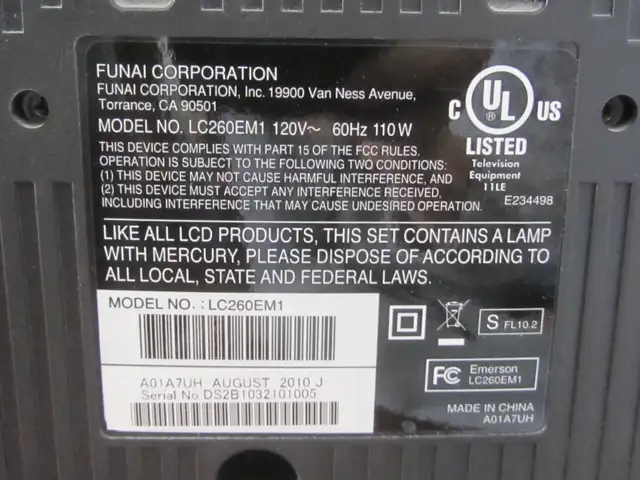 FUNAI CORPORATION
FUNAI CORPORATION, Inc. 19900 Van Ness Avenue,
Torrance, CA 90501
MODEL NO. LC260EM1 120V~ 60Hz 110W
THIS DEVICE COMPLIES WITH PART 15 OF THE FCC RULES.
OPERATION IS SUBJECT TO THE FOLLOWING TWO CONDITIONS:
(1) THIS DEVICE MAY NOT CAUSE HARMFUL INTERFERENCE, AND
(2) THIS DEVICE MUST ACCEPT ANY INTERFERENCE RECEIVED,
INCLUDING INTERFERENCE THAT MAY CAUSE UNDESIRED OPERATION.
C UL US
®
LISTED
Television
Equipment
11LE
E234498
LIKE ALL LCD PRODUCTS, THIS SET CONTAINS A LAMP
WITH MERCURY, PLEASE DISPOSE OF ACCORDING TO
ALL LOCAL, STATE AND FEDERAL LAWS.
MODEL NO. : LC260EM1
A01A7UH AUGUST 2010 J
Serial No DS2B1032101005
S FL10.2
FC Emerson
LC260EM1
MADE IN CHINA
A01A7UH